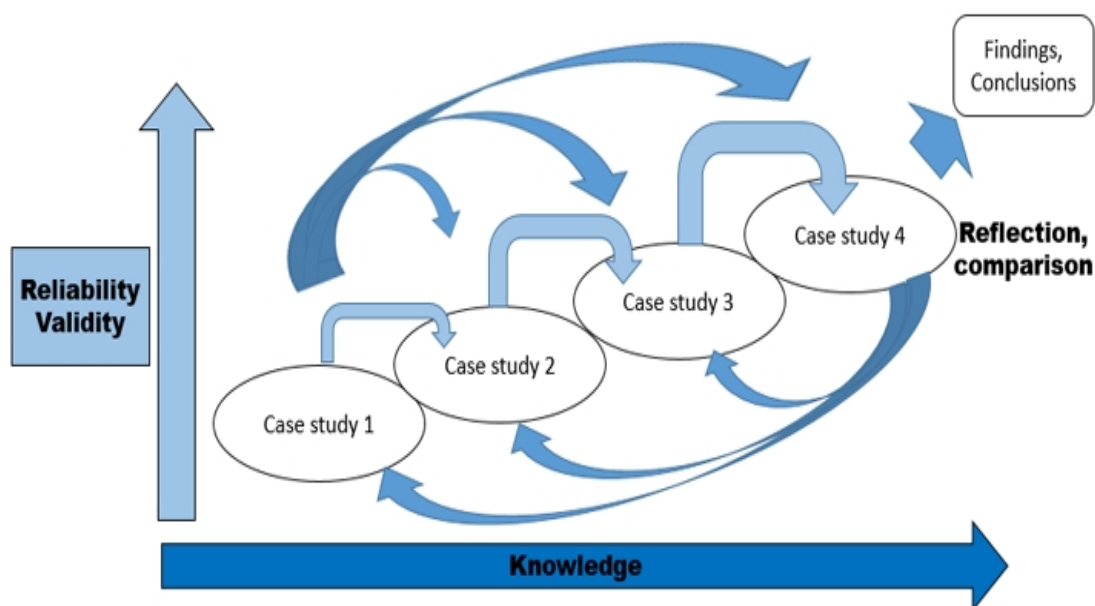 Findings,
Conclusions
Case study 4
Reflection,
comparison
Reliability
Validity
Case study 3
Case study 2
Case study 1
Knowledge